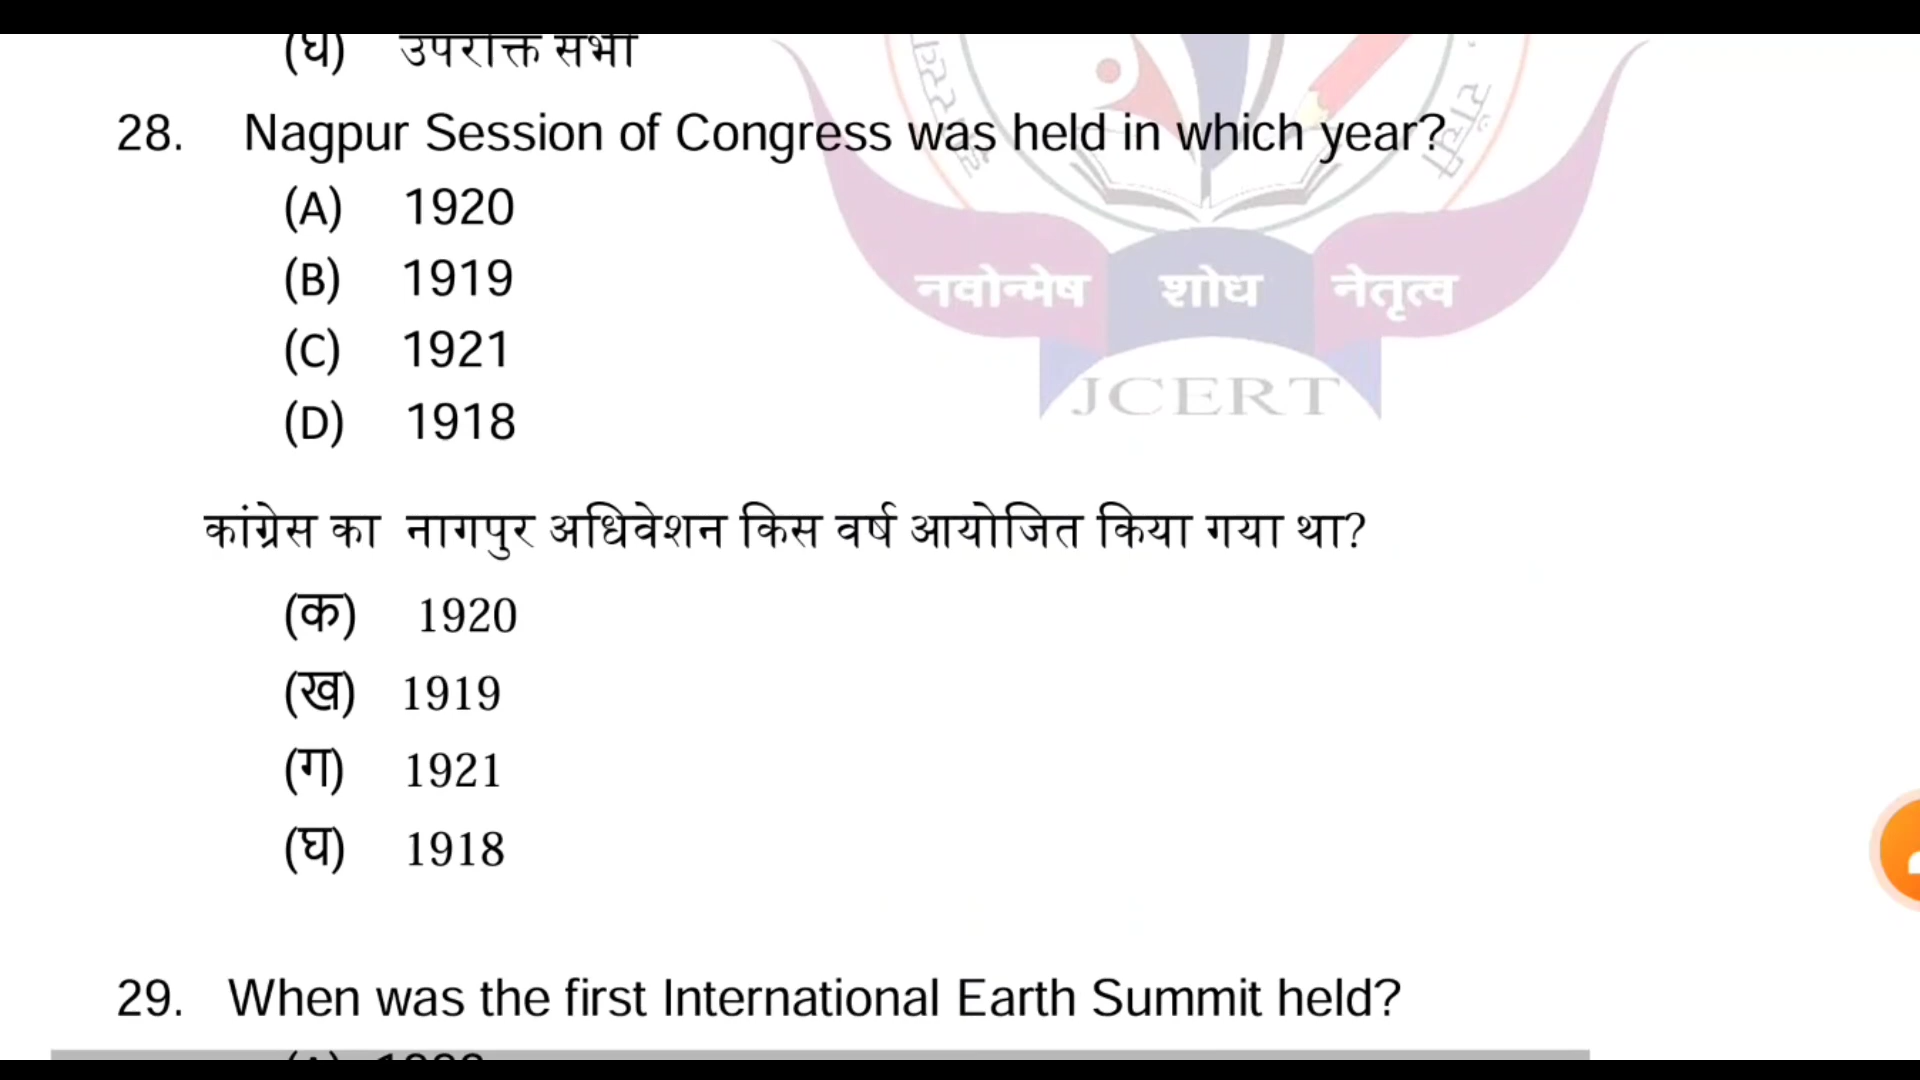 (घ) उपरोक्त सभी
28. Nagpur Session of Congress was held in which year?
(A) 1920
(B) 1919
(C) 1921
(D) 1918
नवोन्मेष शोध नेतृत्व
JCERT
कांग्रेस का नागपुर अधिवेशन किस वर्ष आयोजित किया गया था?
(क) 1920
(ख) 1919
(ग) 1921
(घ) 1918
29. When was the first International Earth Summit held?